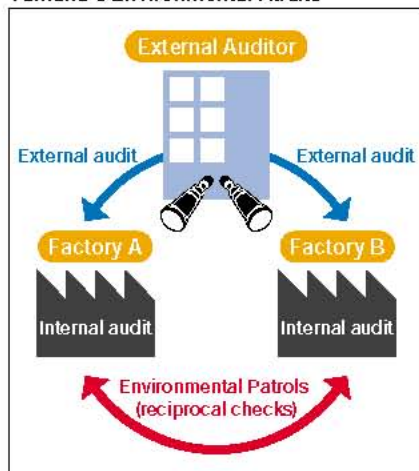 External Auditor
External audit
External audit
Factory A
Factory B
Internal audit
Internal audit
Environmental Patrols
(reciprocal checks)